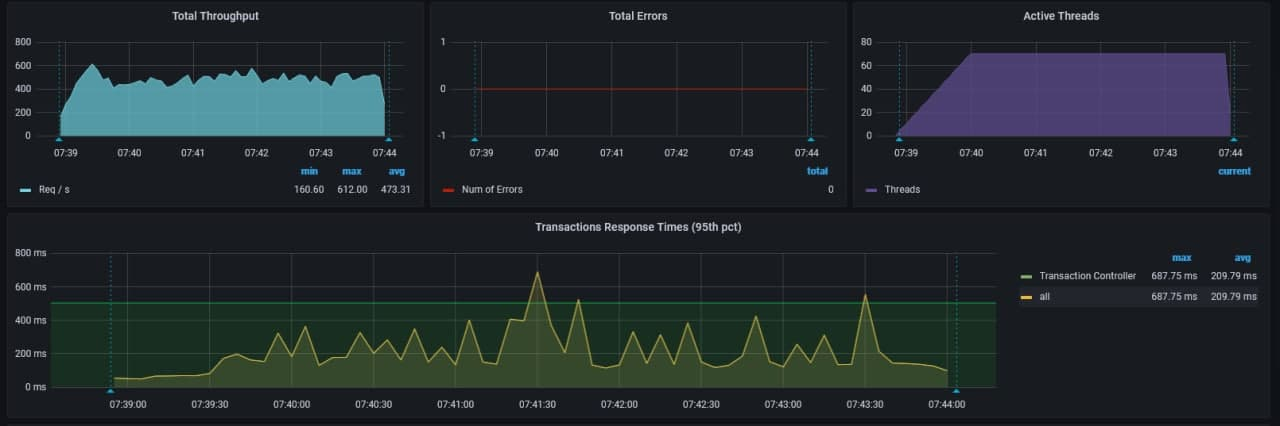 Total Throughput
800
600
400
200
0
07:39 07:40 07:41 07:42 07:43 07:44
min max avg
Req / s 160.60 612.00 473.31
Total Errors
1
0
-1
07:39 07:40 07:41 07:42 07:43 07:44
total
Num of Errors 0
Active Threads
80
60
40
20
0
07:39 07:40 07:41 07:42 07:43 07:44
current
Threads
Transactions Response Times (95th pct)
800 ms
600 ms
400 ms
200 ms
0 ms
07:39:00 07:39:30 07:40:00 07:40:30 07:41:00 07:41:30 07:42:00 07:42:30 07:43:00 07:43:30 07:44:00
max avg
Transaction Controller 687.75 ms 209.79 ms
all 687.75 ms 209.79 ms